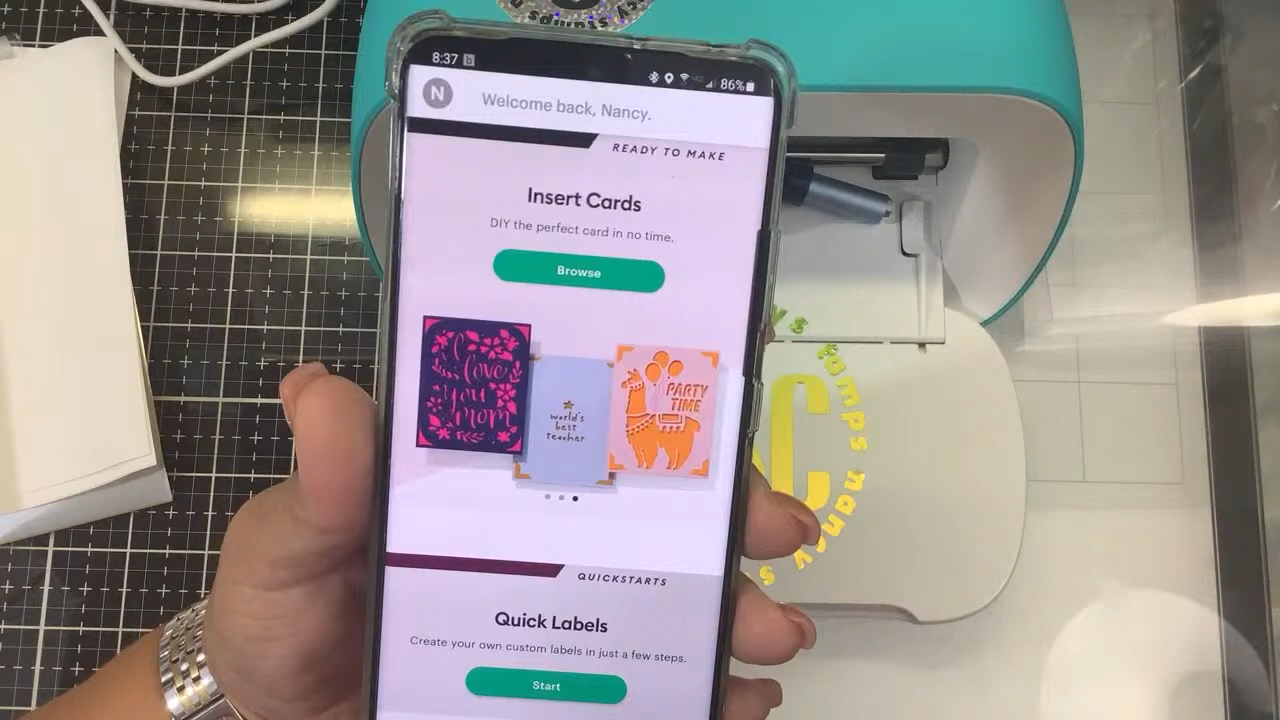 8:37
86%
N
Welcome back, Nancy.
READY TO MAKE
Insert Cards
DIY the perfect card in no time.
Browse
I
love
you
mom
world's
best
teacher
PARTY
TIME
QUICKSTARTS
Quick Labels
Create your own custom labels in just a few steps.
Start
C
stamps nancy's